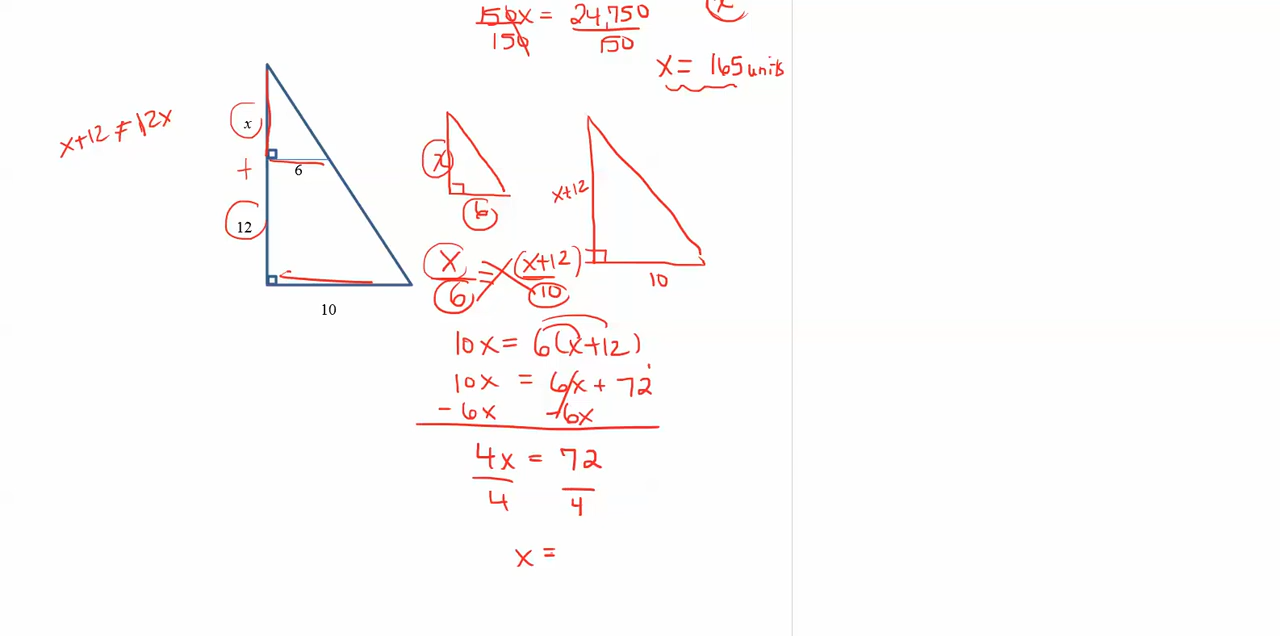 150x = 24,750
150 150
x
x = 165 units
x+12 ≠ 12x
x
+
6
12
10
x
6
x+12
10
x = (x+12)
6 10
10x = 6(x+12)
10x = 6x + 72
-6x -6x
4x = 72
4 4
x =